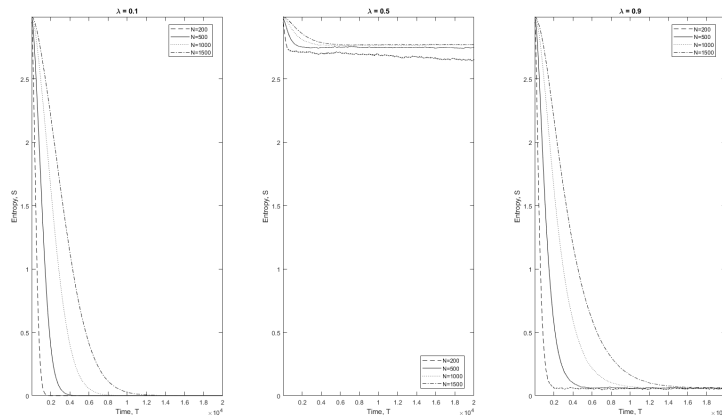 λ = 0.1
N=200
N=500
N=1000
N=1500
Entropy, S
2.5
2
1.5
1
0.5
0
0.2 0.4 0.6 0.8 1 1.2 1.4 1.6 1.8 2
Time, T
×10⁴
λ = 0.5
Entropy, S
2.5
2
1.5
1
0.5
0
N=200
N=500
N=1000
N=1500
0.2 0.4 0.6 0.8 1 1.2 1.4 1.6 1.8 2
Time, T
×10⁴
λ = 0.9
N=200
N=500
N=1000
N=1500
Entropy, S
2.5
2
1.5
1
0.5
0
0.2 0.4 0.6 0.8 1 1.2 1.4 1.6 1.8 2
Time, T
×10⁴